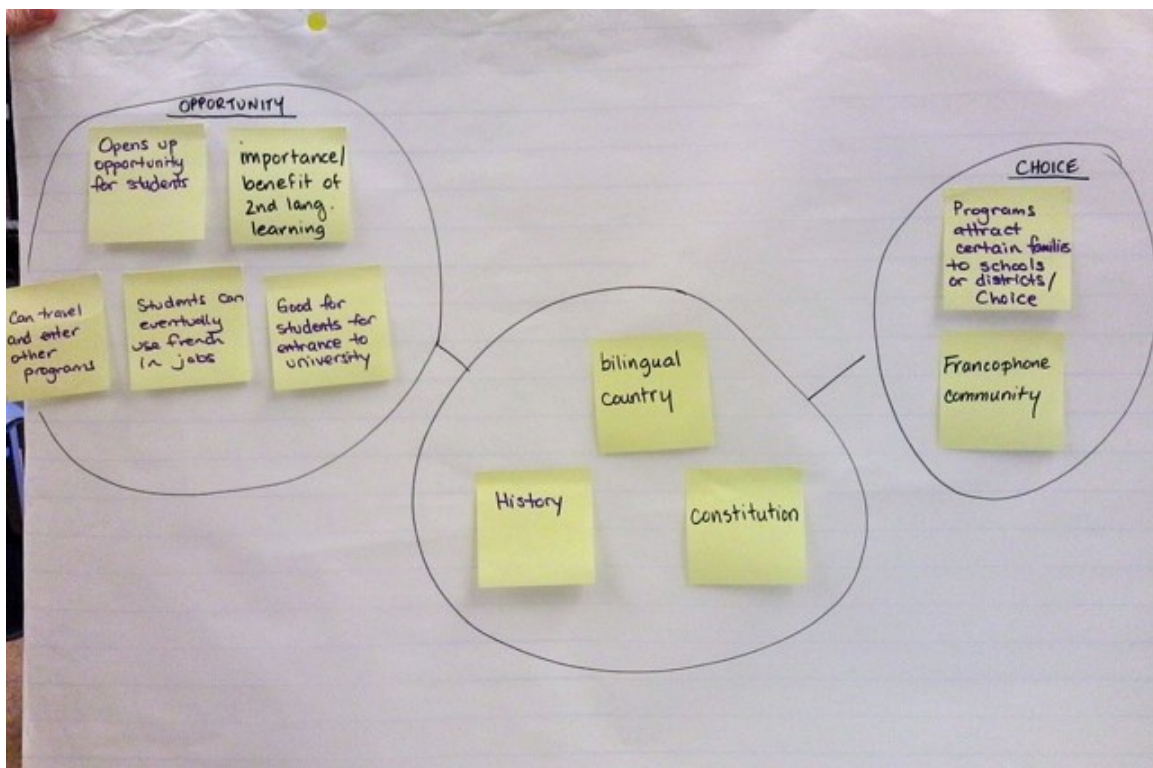 OPPORTUNITY
Opens up
opportunity
for students
importance/
benefit of
2nd lang.
learning
Can travel
and enter
other
programs
Students can
eventually
use french
in jobs
Good for
students for
entrance to
university
bilingual
country
History
constitution
CHOICE
Programs
attract
certain families
to schools
or districts/
Choice
Francophone
community